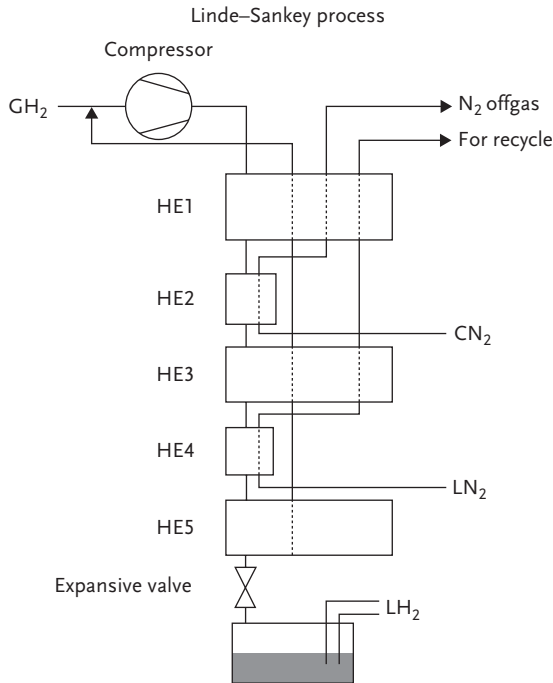 Linde–Sankey process
Compressor
GH₂
N₂ offgas
For recycle
HE1
HE2
CN₂
HE3
HE4
LN₂
HE5
Expansive valve
LH₂